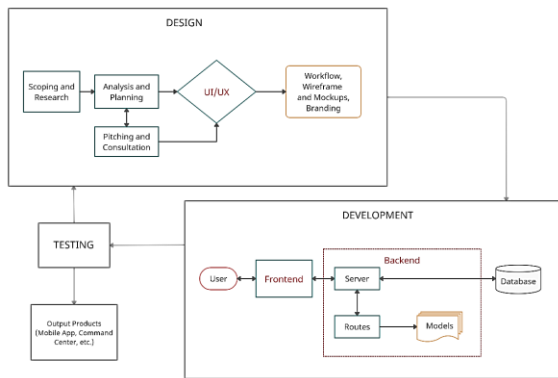 DESIGN
Scoping and
Research
Analysis and
Planning
UI/UX
Workflow,
Wireframe
and Mockups,
Branding
Pitching and
Consultation
TESTING
Output Products
(Mobile App, Command
Center, etc.)
DEVELOPMENT
Backend
User
Frontend
Server
Database
Routes
Models